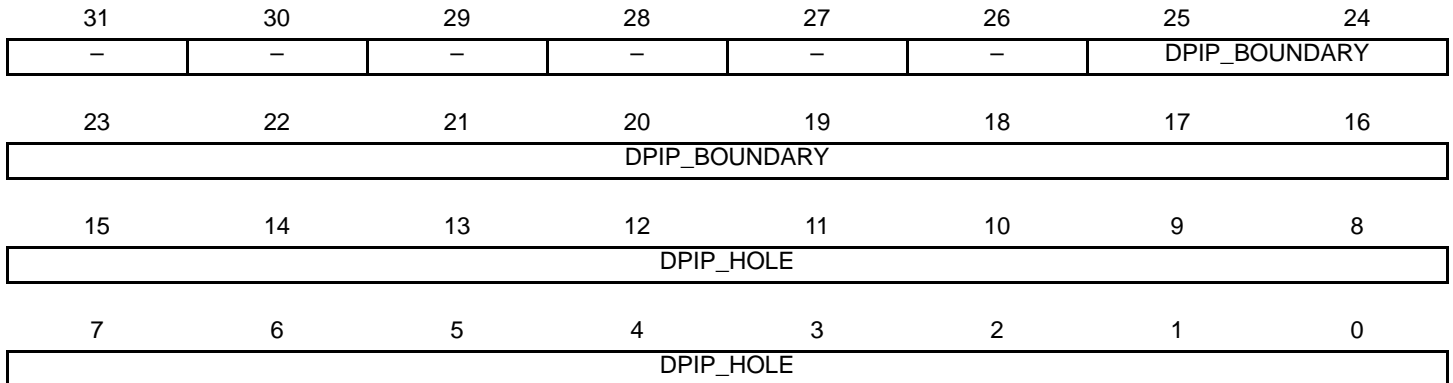 31 30 29 28 27 26 25 24
– – – – – – DPIP_BOUNDARY
23 22 21 20 19 18 17 16
DPIP_BOUNDARY
15 14 13 12 11 10 9 8
DPIP_HOLE
7 6 5 4 3 2 1 0
DPIP_HOLE